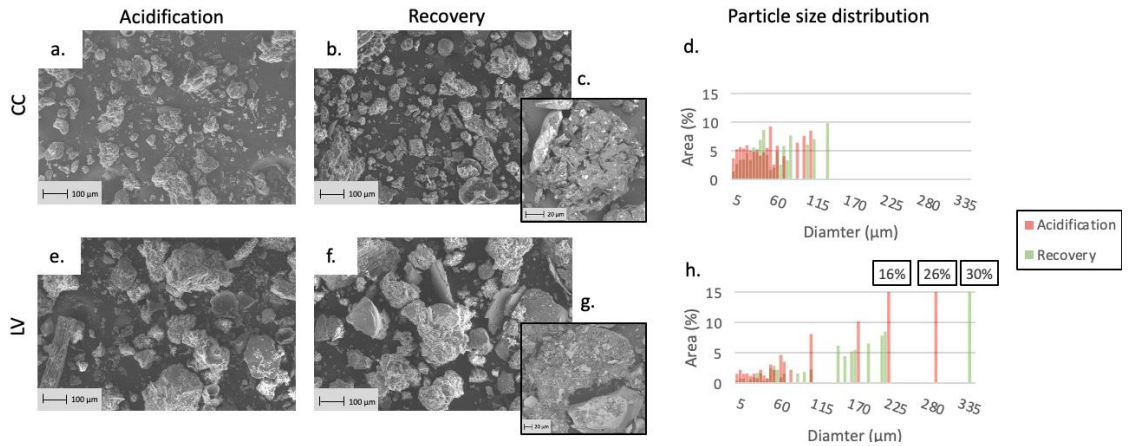 Acidification
Recovery
Particle size distribution
a.
b.
c.
d.
CC
100 µm
100 µm
20 µm
15
10
5
0
Area (%)
5 60 115 170 225 280 335
Diamter (µm)
Acidification
Recovery
e.
f.
g.
h.
LV
100 µm
100 µm
20 µm
16% 26% 30%
15
10
5
0
Area (%)
5 60 115 170 225 280 335
Diamter (µm)